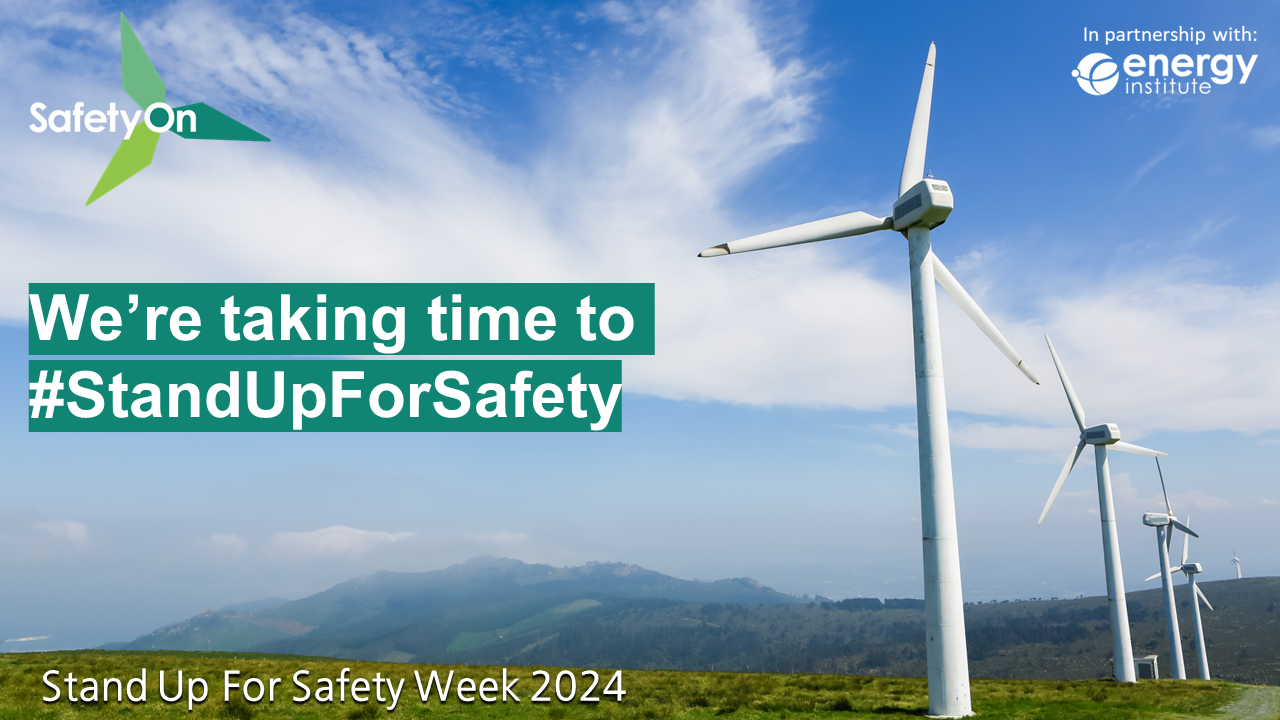 SafetyOn
In partnership with:
energy
institute
We’re taking time to
#StandUpForSafety
Stand Up For Safety Week 2024